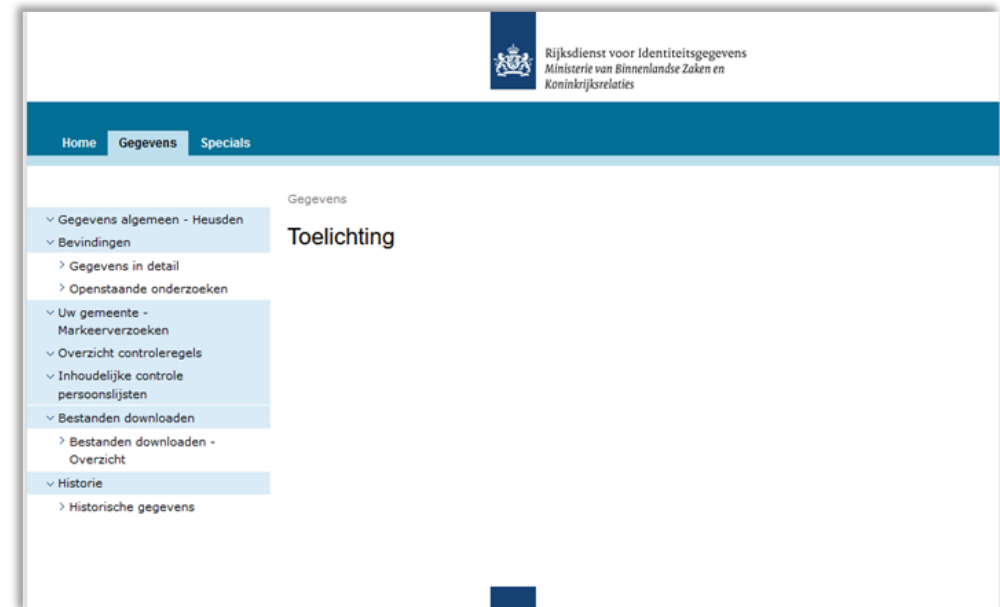 Rijksdienst voor Identiteitsgegevens
Ministerie van Binnenlandse Zaken en
Koninkrijksrelaties
Home Gegevens Specials
Gegevens
Toelichting
Gegevens algemeen - Heusden
Bevindingen
Gegevens in detail
Openstaande onderzoeken
Uw gemeente -
Markeerverzoeken
Overzicht controleregels
Inhoudelijke controle
persoonslijsten
Bestanden downloaden
Bestanden downloaden -
Overzicht
Historie
Historische gegevens